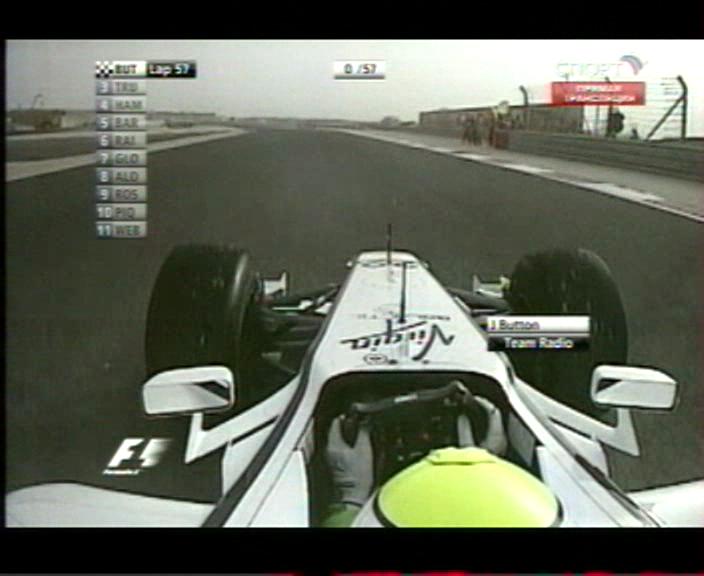 BUT Lap 57
0 /57
СПОРТ
ПРЯМАЯ
ТРАНСЛЯЦИЯ
3 TRU
4 HAM
5 BAR
6 RAI
7 GLO
8 ALO
9 ROS
10 PIQ
11 WEB
J.Button
Team Radio
Virgin
F1